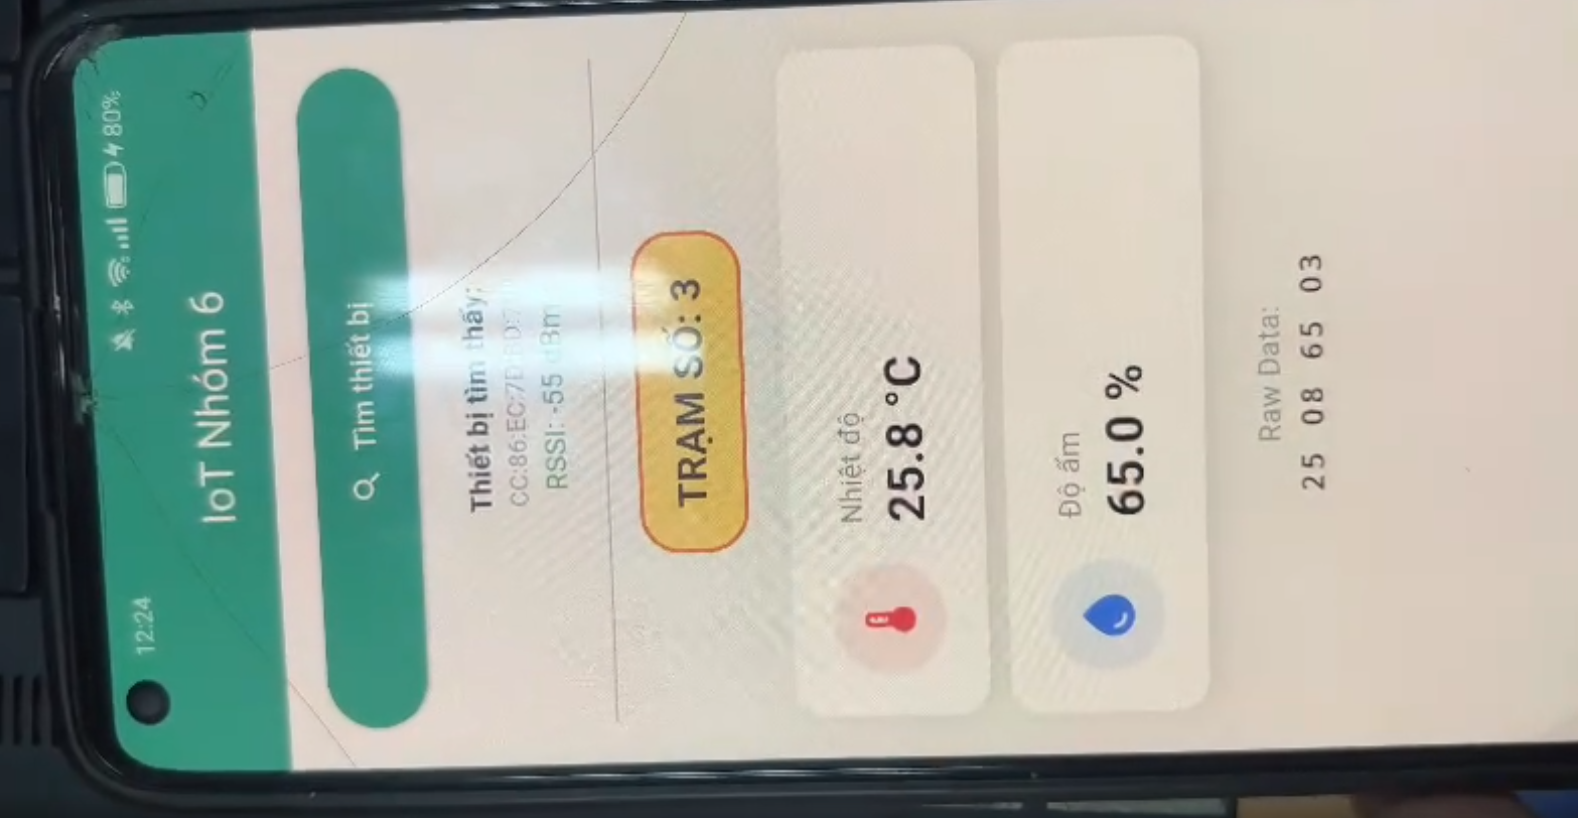 12:24
80%
IoT Nhóm 6
Tìm thiết bị
Thiết bị tìm thấy:
RSSI: -55 dBm
TRẠM SỐ: 3
Nhiệt độ
25.8 °C
Độ ẩm
65.0 %
Raw Data:
25 08 65 03